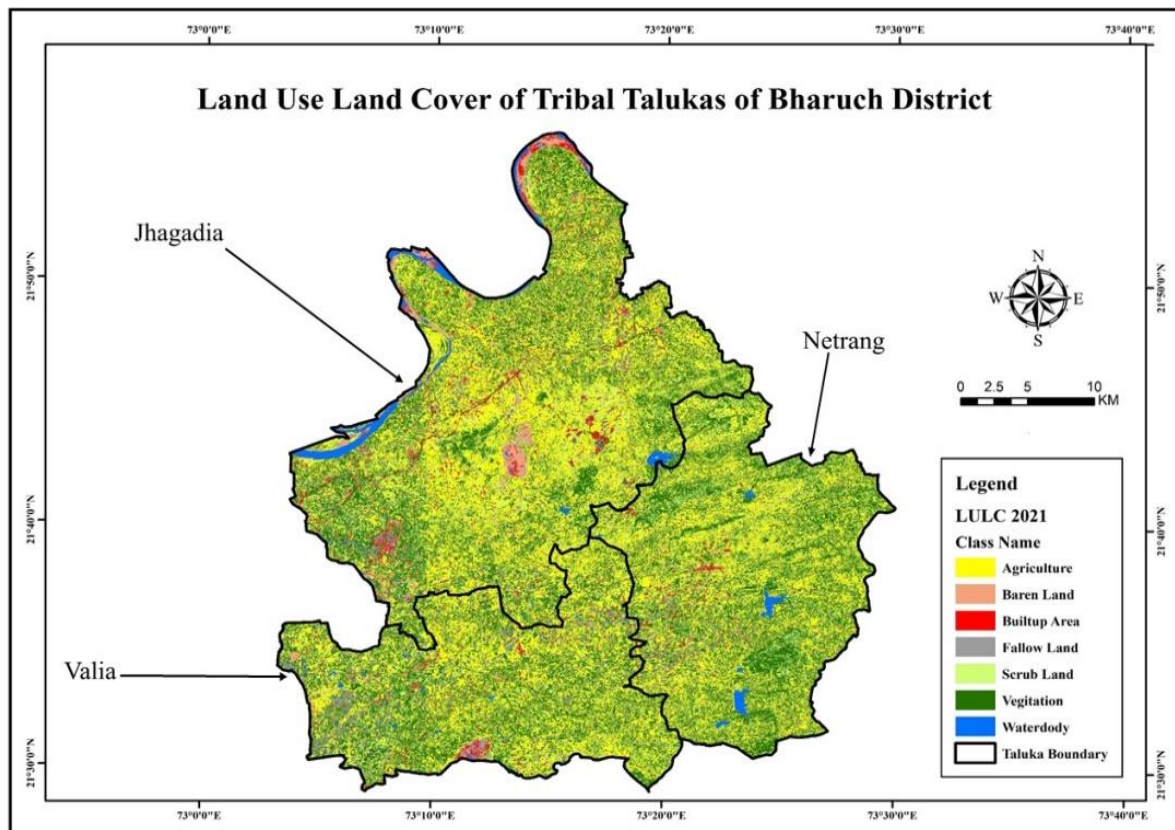 73°0'0"E 73°10'0"E 73°20'0"E 73°30'0"E 73°40'0"E
Land Use Land Cover of Tribal Talukas of Bharuch District
Jhagadia
Netrang
Valia
N
W E
S
0 2.5 5 10
KM
21°50'0"N
21°40'0"N
21°30'0"N
21°50'0"N
21°40'0"N
21°30'0"N
Legend
LULC 2021
Class Name
Agriculture
Baren Land
Builtup Area
Fallow Land
Scrub Land
Vegitation
Waterdody
Taluka Boundary
73°0'0"E 73°10'0"E 73°20'0"E 73°30'0"E 73°40'0"E